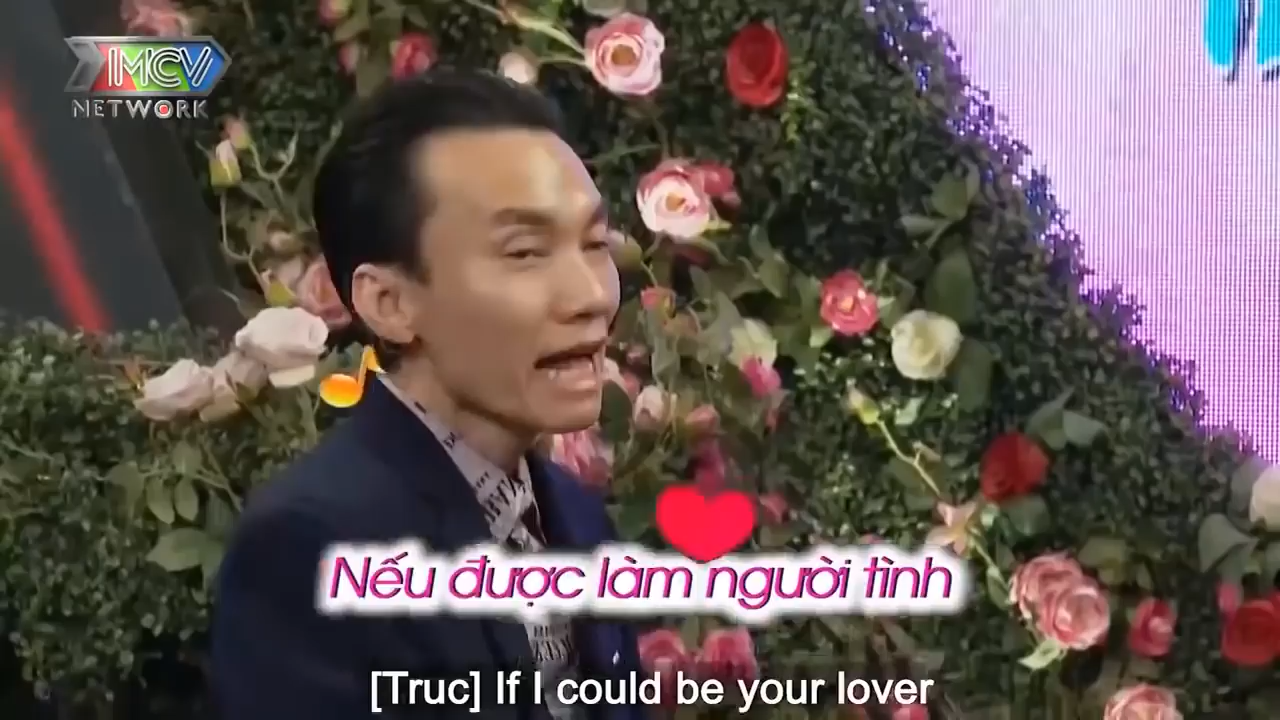 MCV
NETWORK
Nếu được làm người tình
[Truc] If I could be your lover